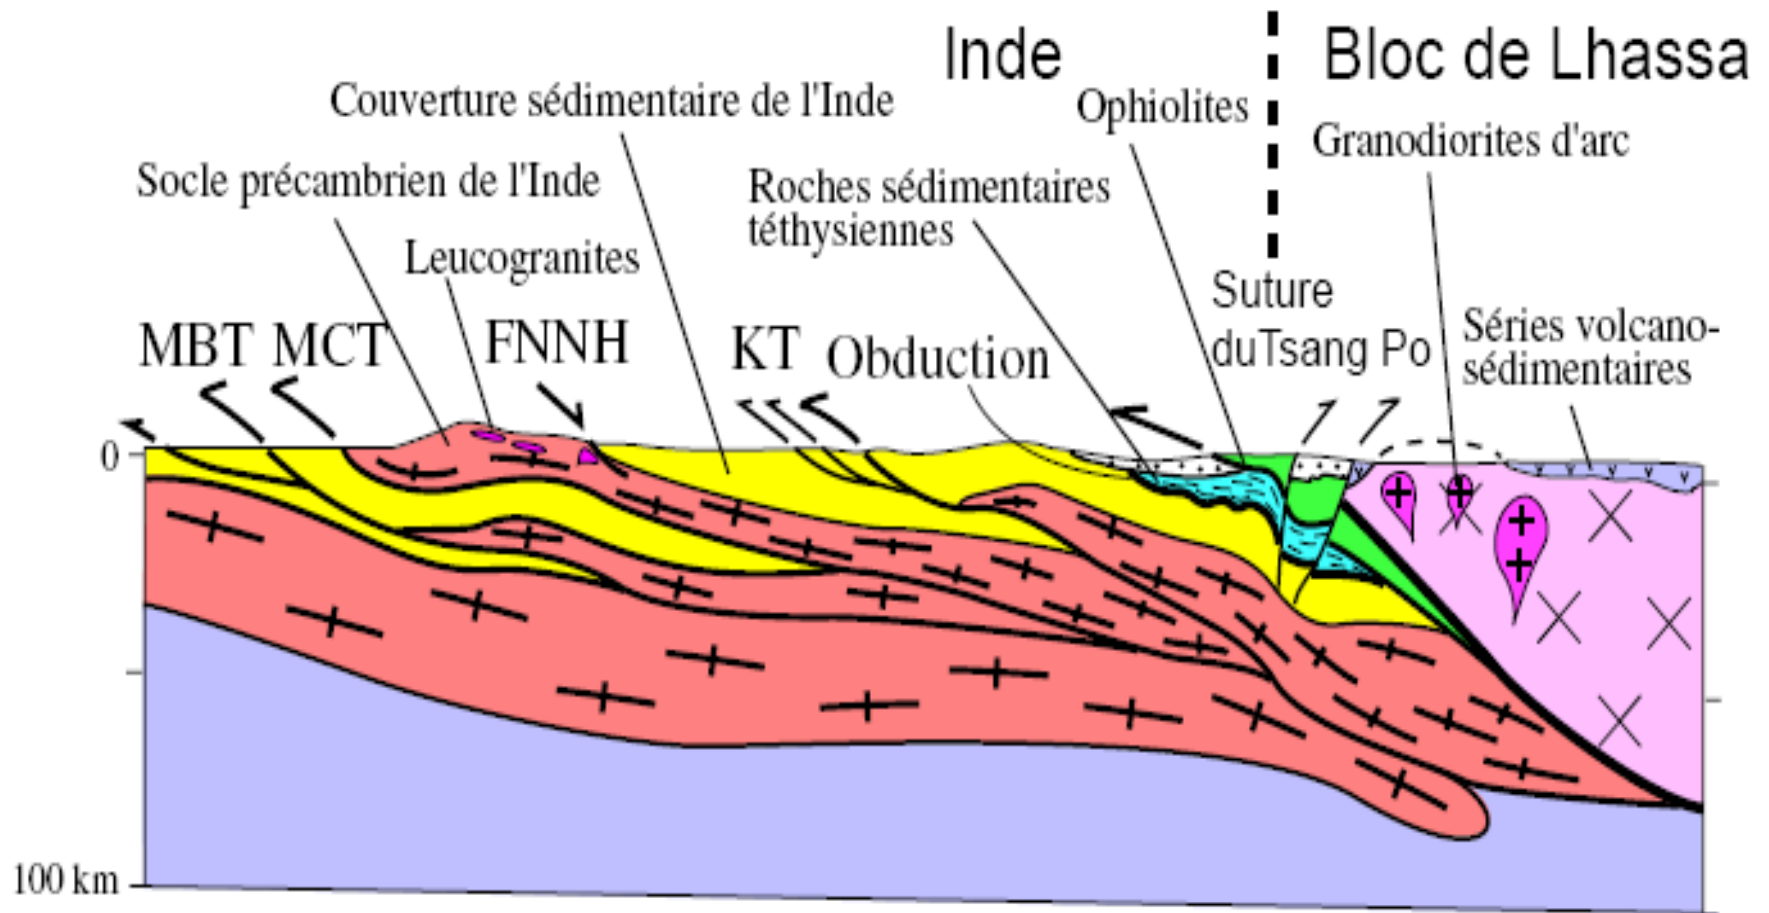 Inde
Bloc de Lhassa
Couverture sédimentaire de l'Inde
Ophiolites
Granodiorites d'arc
Socle précambrien de l'Inde
Roches sédimentaires
téthysiennes
Leucogranites
Suture
duTsang Po
Séries volcano-
sédimentaires
MBT
MCT
FNNH
KT
Obduction
0
100 km